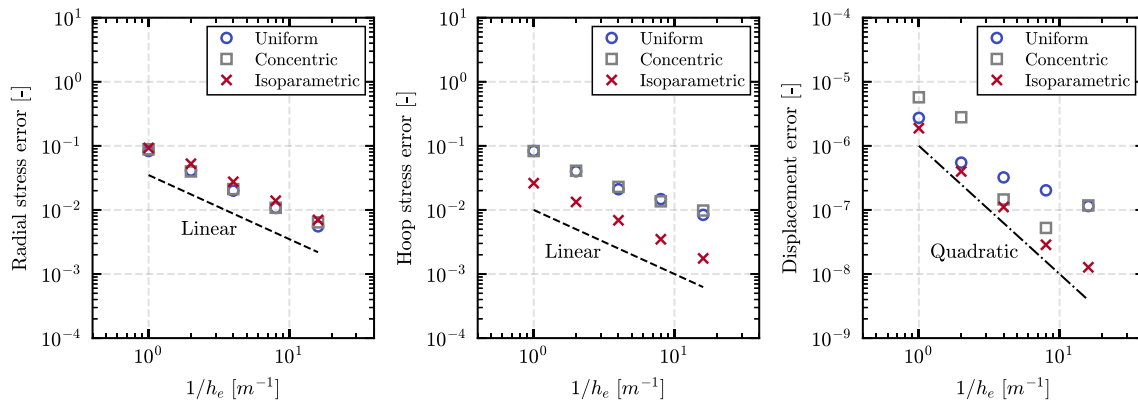 Radial stress error [-]
10^1
10^0
10^{-1}
10^{-2}
10^{-3}
10^{-4}
Uniform
Concentric
Isoparametric
Linear
10^0 10^1
1/h_e [m^{-1}]
Hoop stress error [-]
10^1
10^0
10^{-1}
10^{-2}
10^{-3}
10^{-4}
Uniform
Concentric
Isoparametric
Linear
10^0 10^1
1/h_e [m^{-1}]
Displacement error [-]
10^{-4}
10^{-5}
10^{-6}
10^{-7}
10^{-8}
10^{-9}
Uniform
Concentric
Isoparametric
Quadratic
10^0 10^1
1/h_e [m^{-1}]